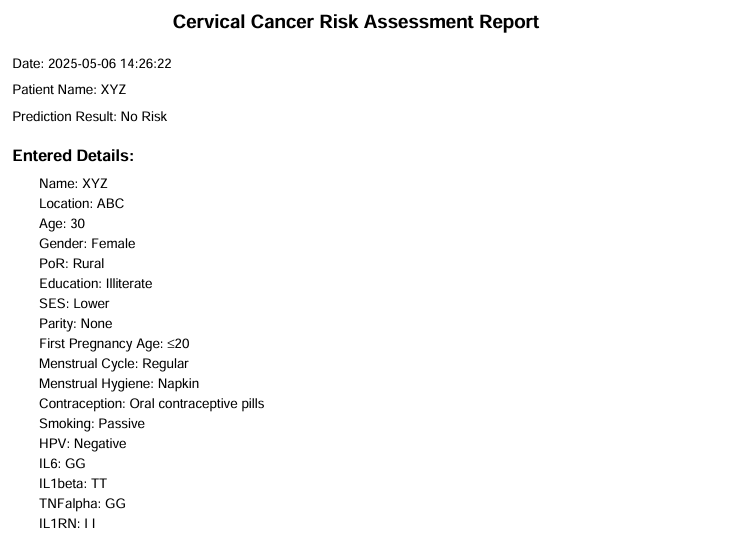 Cervical Cancer Risk Assessment Report
Date: 2025-05-06 14:26:22
Patient Name: XYZ
Prediction Result: No Risk
Entered Details:
Name: XYZ
Location: ABC
Age: 30
Gender: Female
PoR: Rural
Education: Illiterate
SES: Lower
Parity: None
First Pregnancy Age: ≤20
Menstrual Cycle: Regular
Menstrual Hygiene: Napkin
Contraception: Oral contraceptive pills
Smoking: Passive
HPV: Negative
IL6: GG
IL1beta: TT
TNFalpha: GG
IL1RN: I I